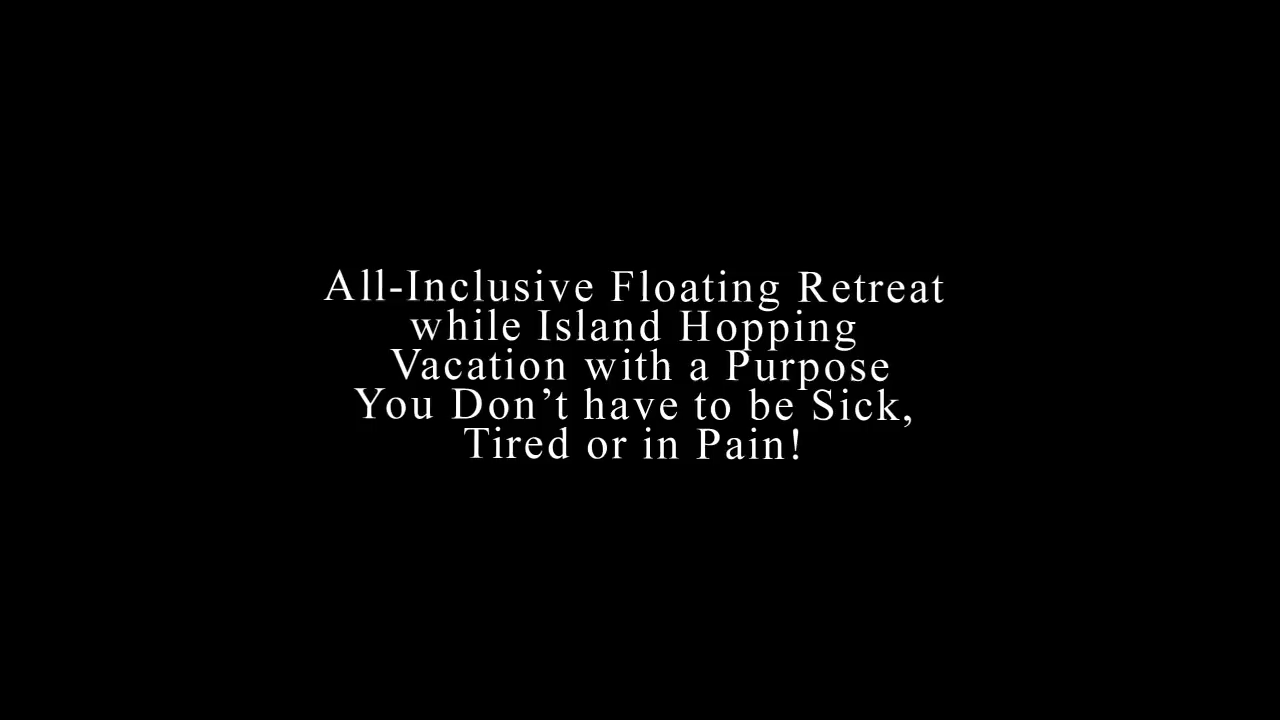 All-Inclusive Floating Retreat
while Island Hopping
Vacation with a Purpose
You Don’t have to be Sick,
Tired or in Pain!